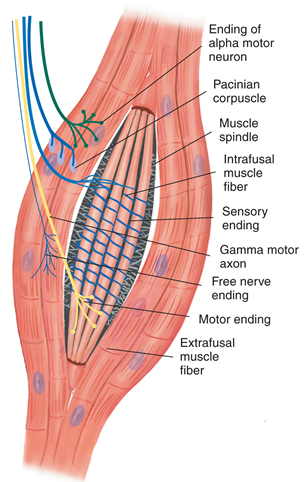 Ending of
alpha motor
neuron
Pacinian
corpuscle
Muscle
spindle
Intrafusal
muscle
fiber
Sensory
ending
Gamma motor
axon
Free nerve
ending
Motor ending
Extrafusal
muscle
fiber